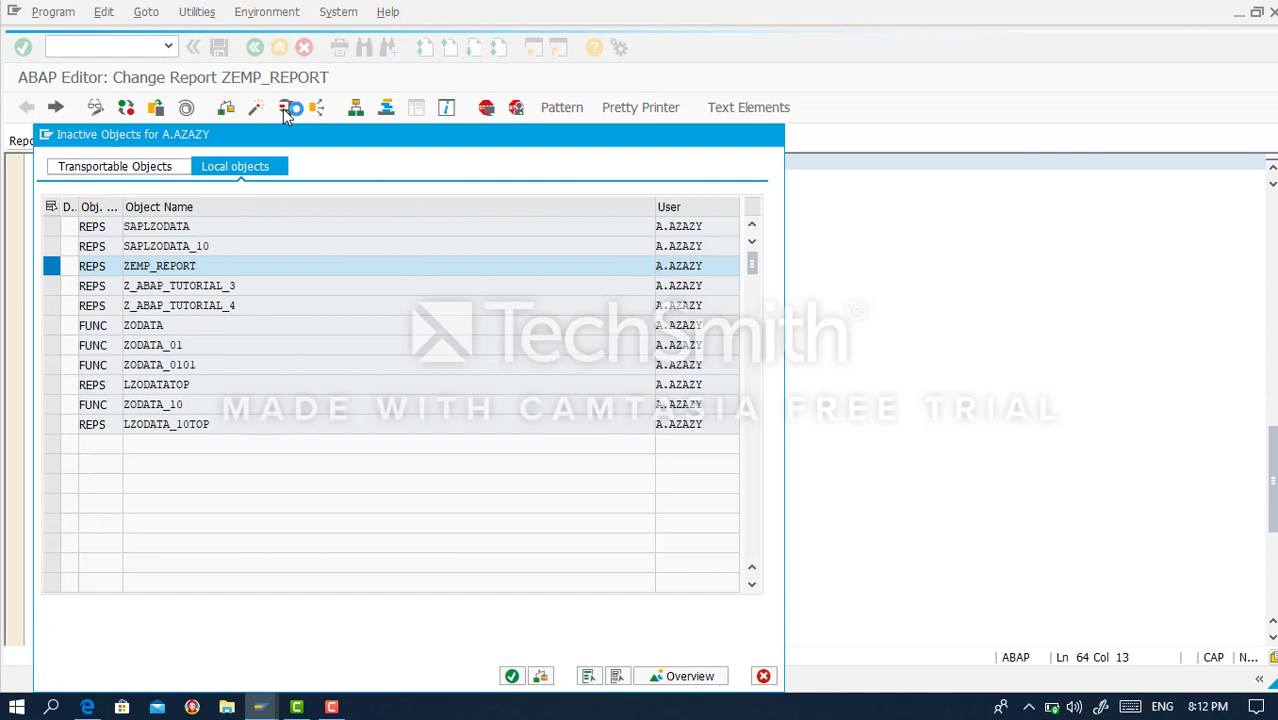 Program Edit Goto Utilities Environment System Help
ABAP Editor: Change Report ZEMP_REPORT
Pattern Pretty Printer Text Elements
Repo
Inactive Objects for A.AZAZY
Transportable Objects Local objects
D.. Obj. ... Object Name User
REPS SAPLZODATA A.AZAZY
REPS SAPLZODATA_10 A.AZAZY
REPS ZEMP_REPORT A.AZAZY
REPS Z_ABAP_TUTORIAL_3 A.AZAZY
REPS Z_ABAP_TUTORIAL_4 A.AZAZY
FUNC ZODATA A.AZAZY
FUNC ZODATA_01 A.AZAZY
FUNC ZODATA_0101 A.AZAZY
REPS LZODATATOP A.AZAZY
FUNC ZODATA_10 A.AZAZY
REPS LZODATA_10TOP A.AZAZY
TechSmith®
MADE WITH CAMTASIA FREE TRIAL
Overview
ABAP Ln 64 Col 13 CAP N...
ENG 8:12 PM